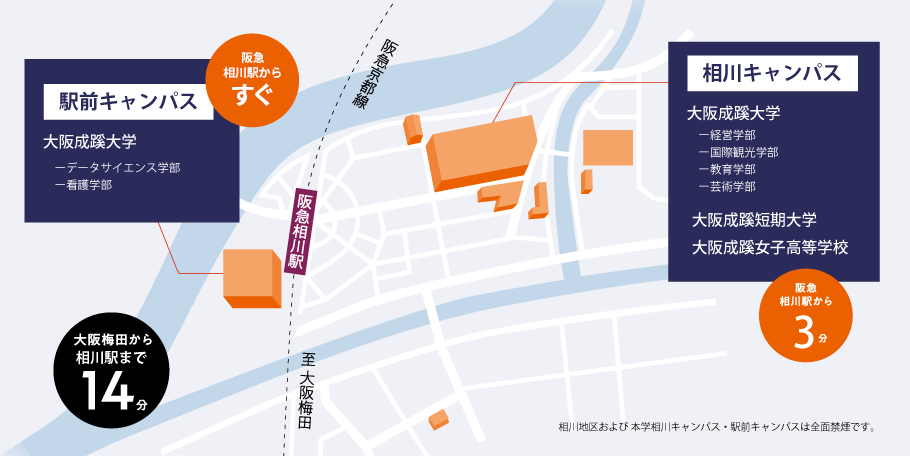 駅前キャンパス
阪急
相川駅から
すぐ
大阪成蹊大学
ーデータサイエンス学部
ー看護学部
阪急京都線
阪急相川駅
至 大阪梅田
大阪梅田から
相川駅まで
14分
相川キャンパス
大阪成蹊大学
ー経営学部
ー国際観光学部
ー教育学部
ー芸術学部
大阪成蹊短期大学
大阪成蹊女子高等学校
阪急
相川駅から
3分
相川地区および 本学相川キャンパス・駅前キャンパスは全面禁煙です。